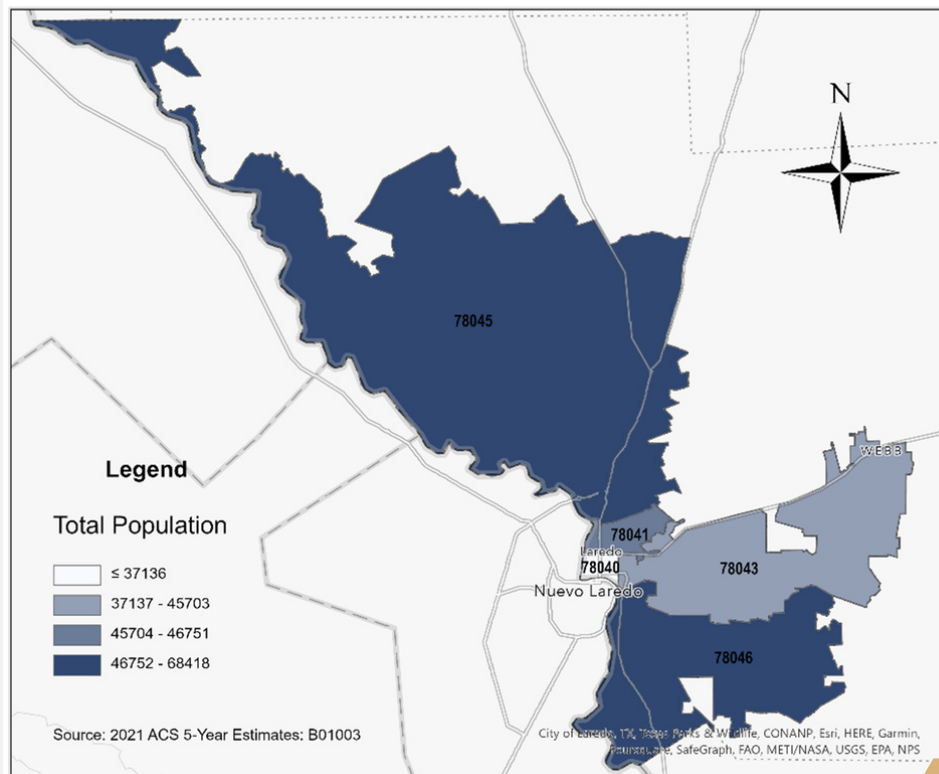 N
78045
WEBB
78041
Laredo
78040
78043
Nuevo Laredo
78046
Legend
Total Population
≤ 37136
37137 - 45703
45704 - 46751
46752 - 68418
Source: 2021 ACS 5-Year Estimates: B01003
City of Laredo, TX, Texas Parks & Wildlife, CONANP, Esri, HERE, Garmin,
Foursquare, SafeGraph, FAO, METI/NASA, USGS, EPA, NPS